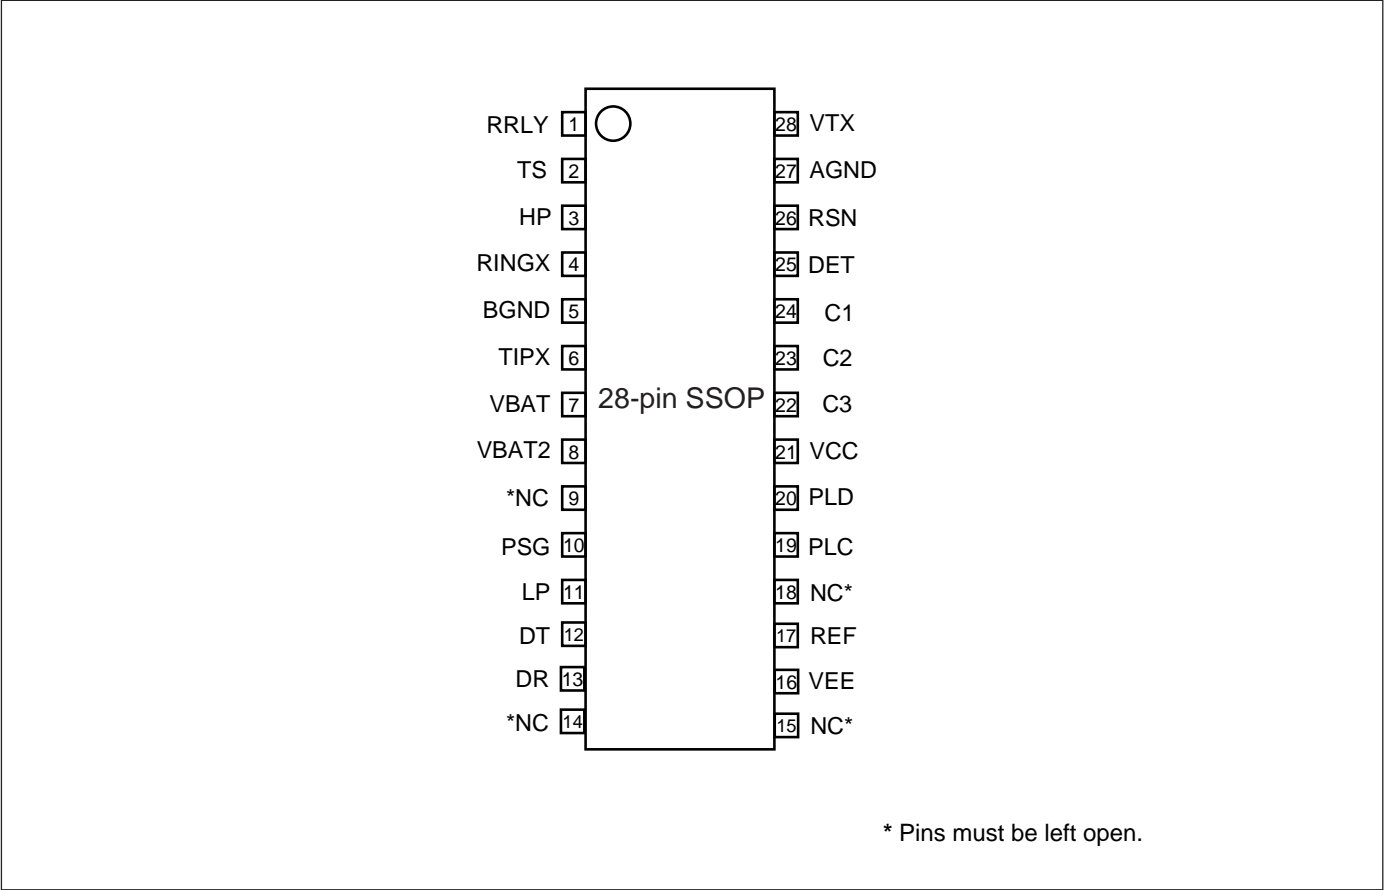 RRLY 1 28 VTX
TS 2 27 AGND
HP 3 26 RSN
RINGX 4 25 DET
BGND 5 24 C1
TIPX 6 23 C2
VBAT 7 28-pin SSOP 22 C3
VBAT2 8 21 VCC
*NC 9 20 PLD
PSG 10 19 PLC
LP 11 18 NC*
DT 12 17 REF
DR 13 16 VEE
*NC 14 15 NC*
* Pins must be left open.